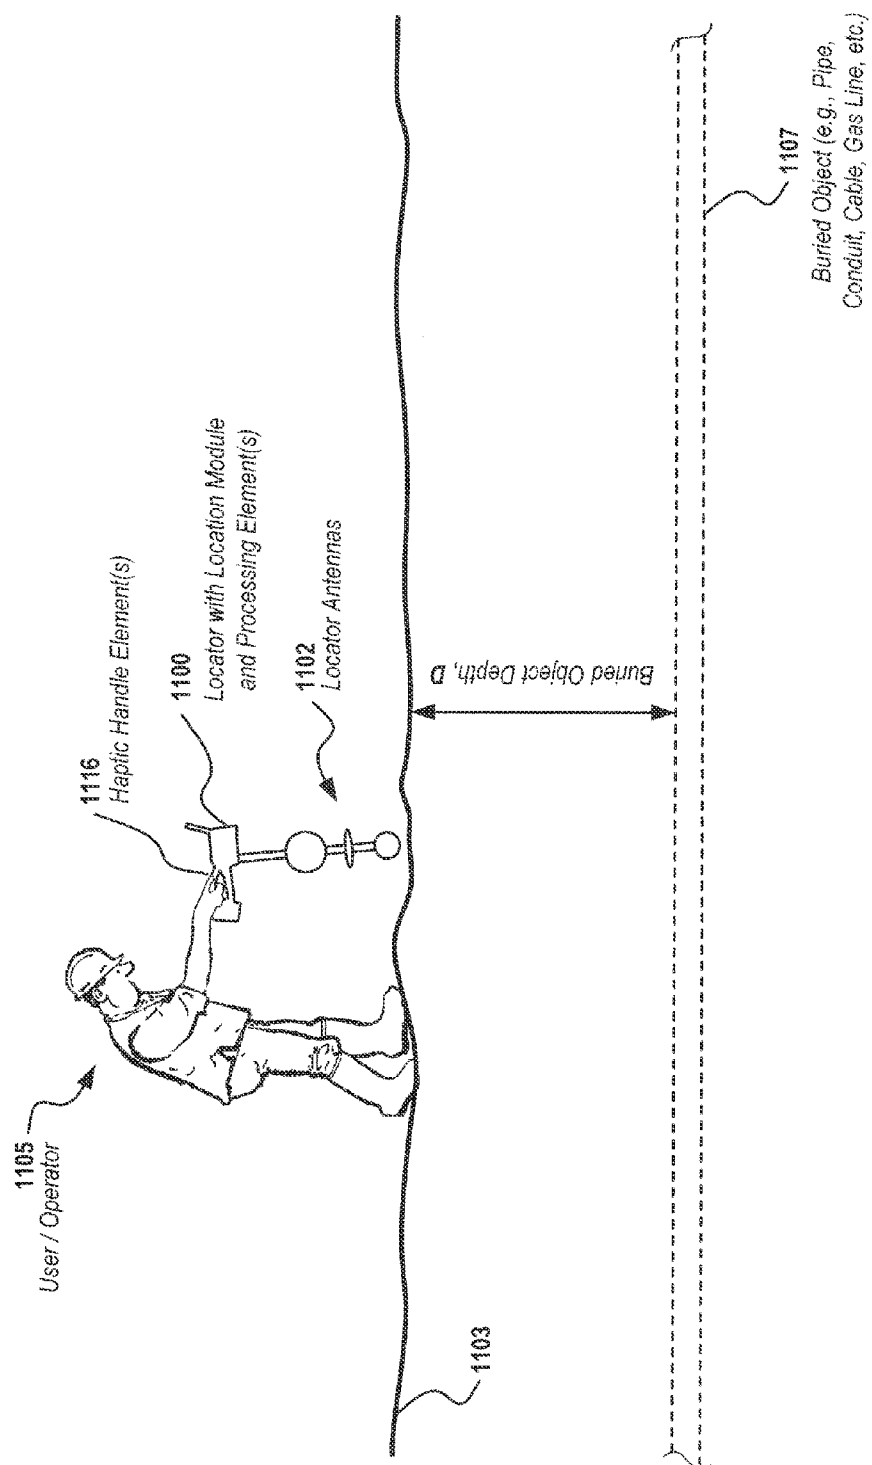 1105
User / Operator
1116
Haptic Handle Element(s)
1100
Locator with Location Module
and Processing Element(s)
1102
Locator Antennas
1103
Buried Object Depth, D
1107
Buried Object (e.g., Pipe,
Conduit, Cable, Gas Line, etc.)